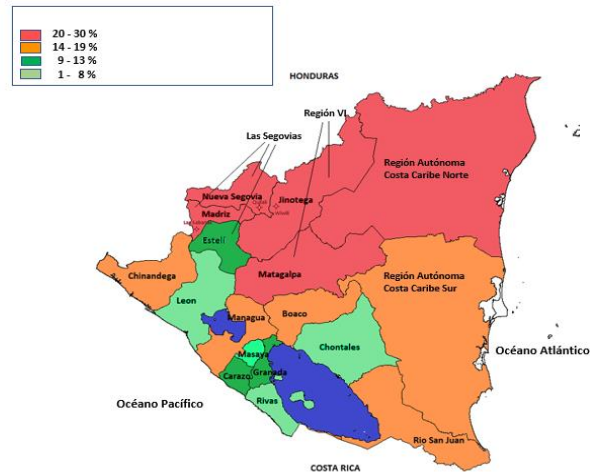 20 - 30 %
14 - 19 %
9 - 13 %
1 - 8 %
HONDURAS
Las Segovias
Región VI
Región Autónoma
Costa Caribe Norte
Nueva Segovia
Jinotega
Madriz
Estelí
Chinandega
Matagalpa
Región Autónoma
Costa Caribe Sur
Leon
Managua
Boaco
Masaya
Chontales
Océano Atlántico
Carazo
Granada
Rivas
Océano Pacífico
Río San Juan
COSTA RICA